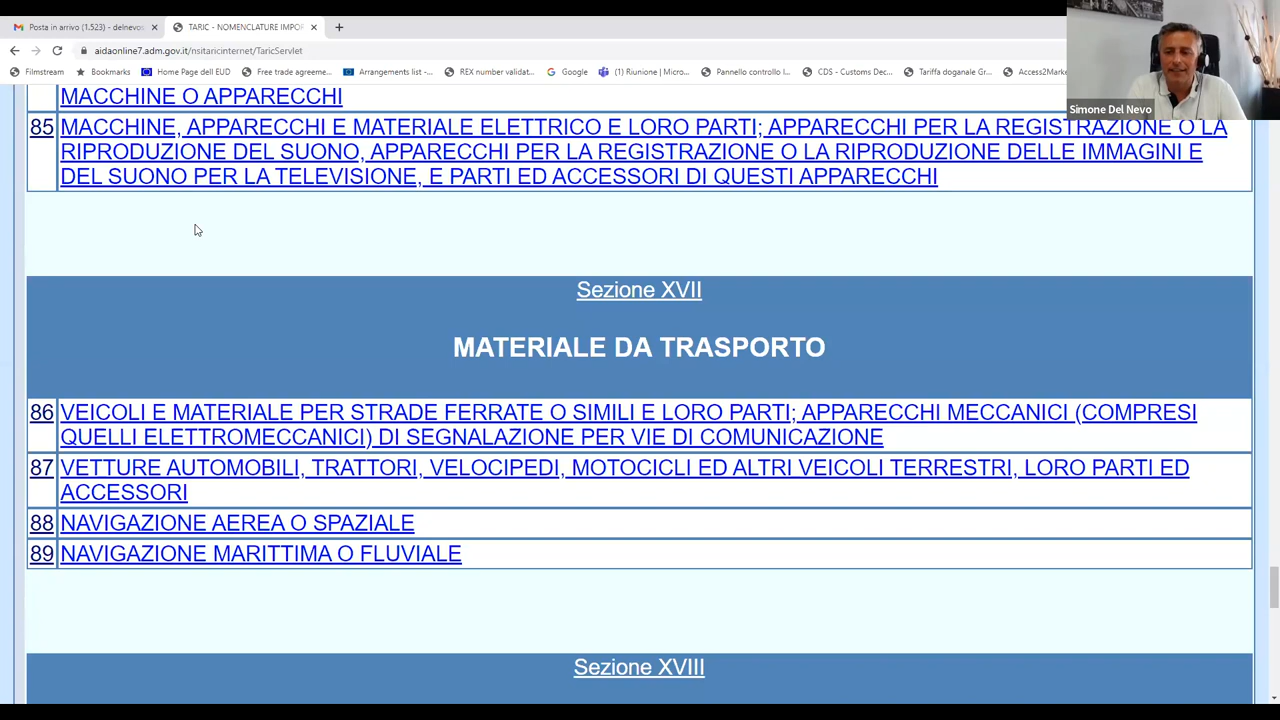 Posta in arrivo (1.523) - delnevos
TARIC - NOMENCLATURE IMPOR
aidaonline7.adm.gov.it/nsitaricinternet/TaricServlet
Filmstream
Bookmarks
Home Page dell EUD
Free trade agreeme...
Arrangements list -...
REX number validat...
Google
(1) Riunione | Micro...
Pannello controllo I...
CDS - Customs Dec...
Tariffa doganale Gr...
Access2Mark
Simone Del Nevo
MACCHINE O APPARECCHI
85 MACCHINE, APPARECCHI E MATERIALE ELETTRICO E LORO PARTI; APPARECCHI PER LA REGISTRAZIONE O LA
RIPRODUZIONE DEL SUONO, APPARECCHI PER LA REGISTRAZIONE O LA RIPRODUZIONE DELLE IMMAGINI E
DEL SUONO PER LA TELEVISIONE, E PARTI ED ACCESSORI DI QUESTI APPARECCHI
Sezione XVII
MATERIALE DA TRASPORTO
86 VEICOLI E MATERIALE PER STRADE FERRATE O SIMILI E LORO PARTI; APPARECCHI MECCANICI (COMPRESI
QUELLI ELETTROMECCANICI) DI SEGNALAZIONE PER VIE DI COMUNICAZIONE
87 VETTURE AUTOMOBILI, TRATTORI, VELOCIPEDI, MOTOCICLI ED ALTRI VEICOLI TERRESTRI, LORO PARTI ED
ACCESSORI
88 NAVIGAZIONE AEREA O SPAZIALE
89 NAVIGAZIONE MARITTIMA O FLUVIALE
Sezione XVIII